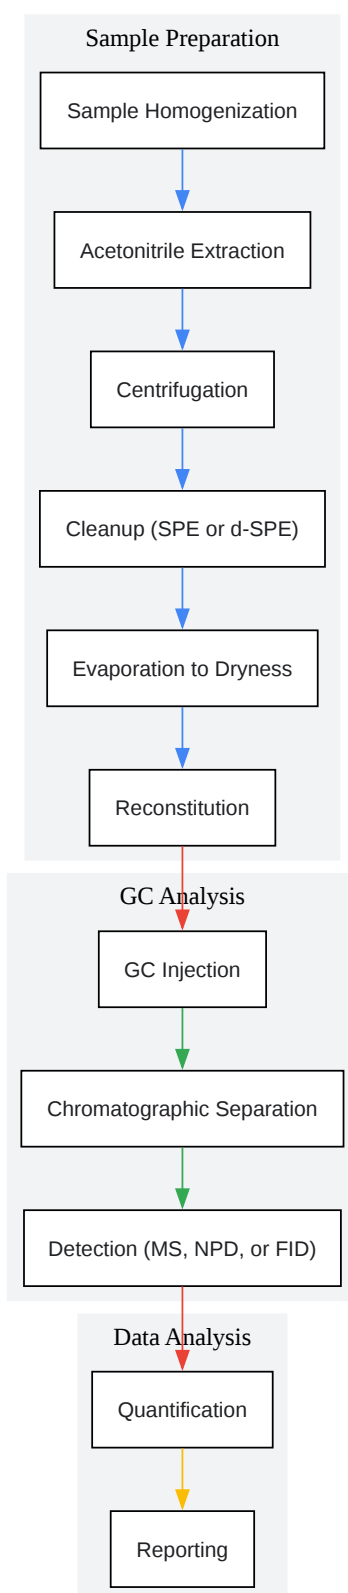 Sample Preparation
Sample Homogenization
Acetonitrile Extraction
Centrifugation
Cleanup (SPE or d-SPE)
Evaporation to Dryness
Reconstitution
GC Analysis
GC Injection
Chromatographic Separation
Detection (MS, NPD, or FID)
Data Analysis
Quantification
Reporting